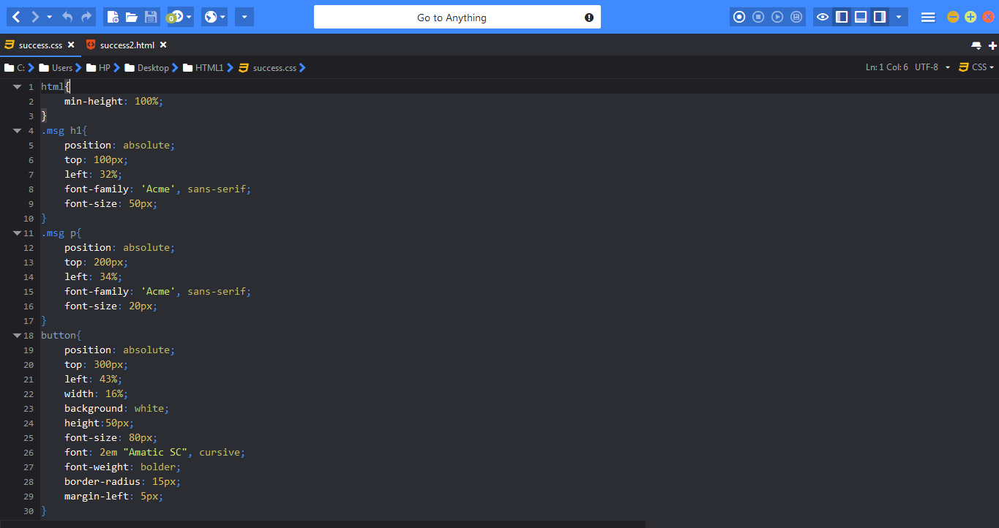 Go to Anything
0
success.css
success2.html
C: Users HP Desktop HTML1 success.css
Ln: 1 Col: 6 UTF-8 CSS
1 html{
2 min-height: 100%;
3 }
4 .msg h1{
5 position: absolute;
6 top: 100px;
7 left: 32%;
8 font-family: 'Acme', sans-serif;
9 font-size: 50px;
10 }
11 .msg p{
12 position: absolute;
13 top: 200px;
14 left: 34%;
15 font-family: 'Acme', sans-serif;
16 font-size: 20px;
17 }
18 button{
19 position: absolute;
20 top: 300px;
21 left: 43%;
22 width: 16%;
23 background: white;
24 height:50px;
25 font-size: 80px;
26 font: 2em "Amatic SC", cursive;
27 font-weight: bolder;
28 border-radius: 15px;
29 margin-left: 5px;
30 }